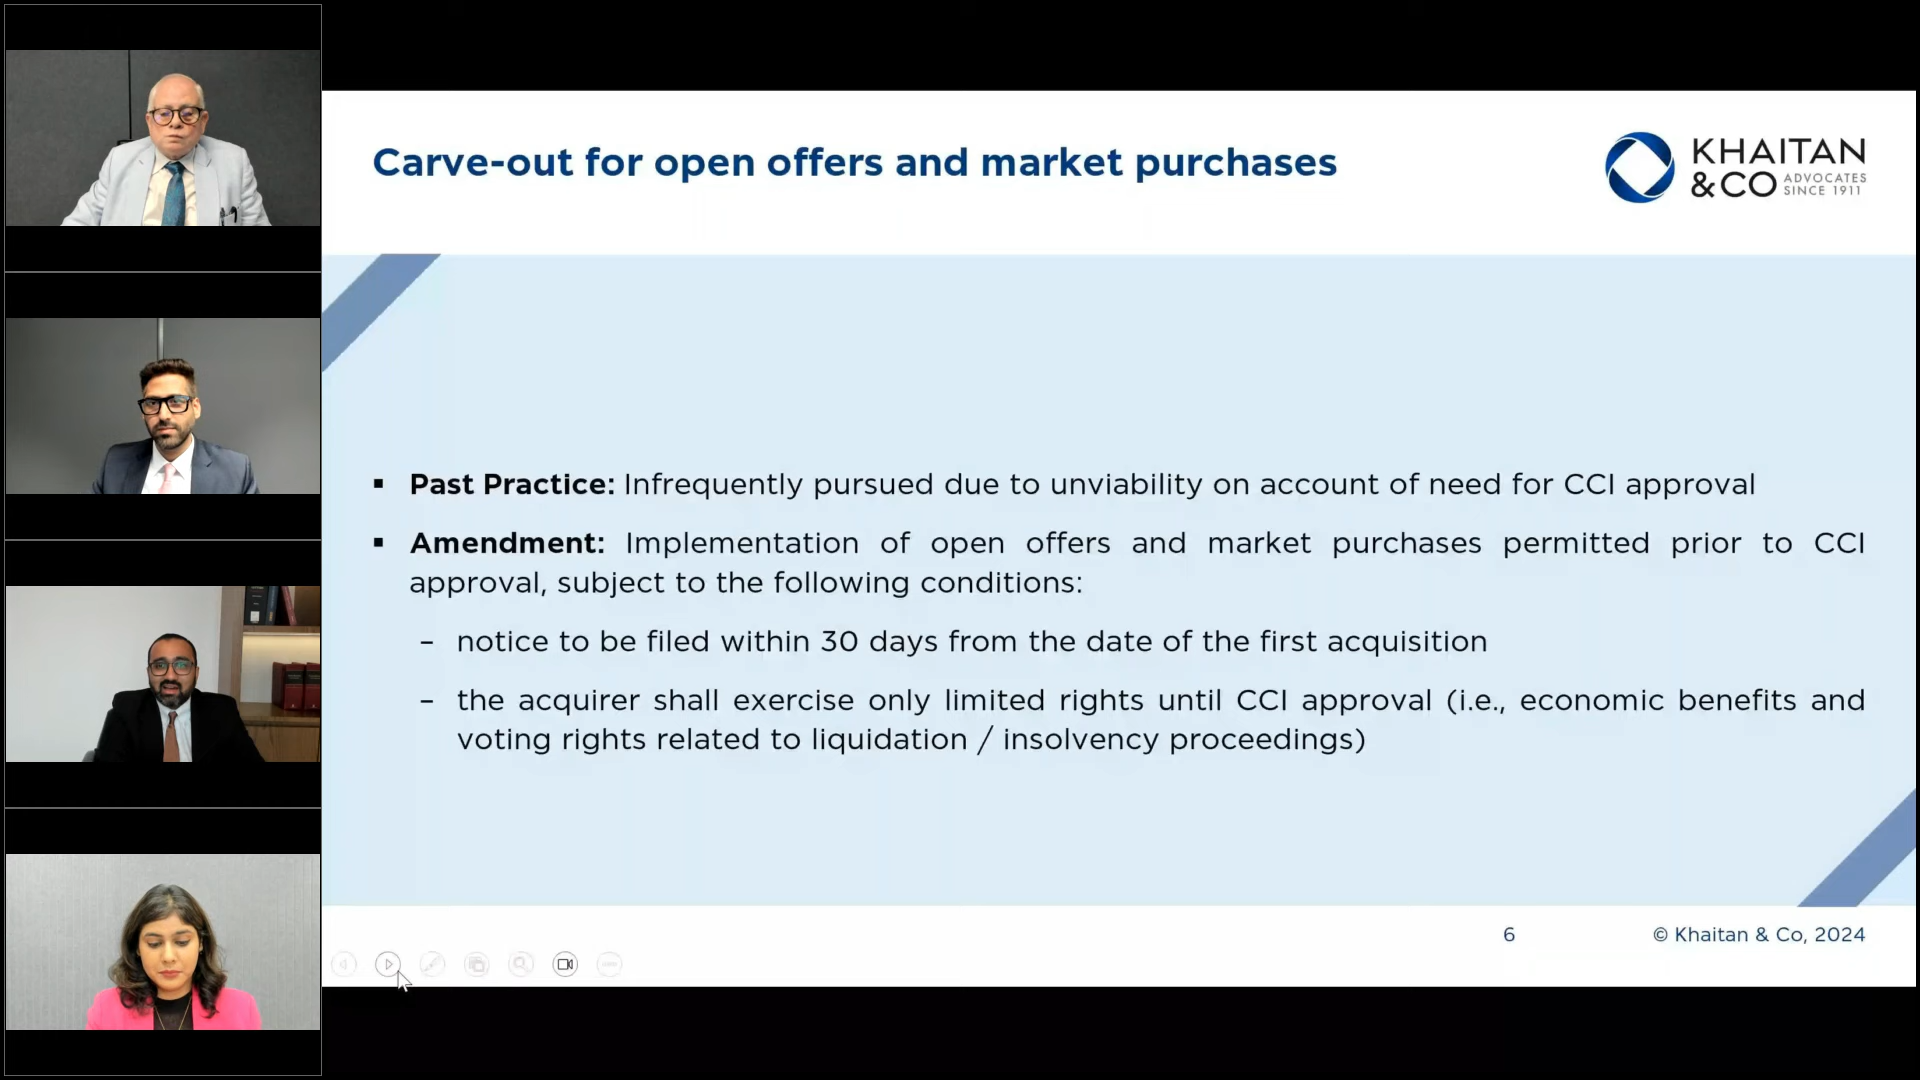 Carve-out for open offers and market purchases
KHAITAN
&CO ADVOCATES
SINCE 1911
▪ Past Practice: Infrequently pursued due to unviability on account of need for CCI approval
▪ Amendment: Implementation of open offers and market purchases permitted prior to CCI
approval, subject to the following conditions:
– notice to be filed within 30 days from the date of the first acquisition
– the acquirer shall exercise only limited rights until CCI approval (i.e., economic benefits and
voting rights related to liquidation / insolvency proceedings)
6
© Khaitan & Co, 2024